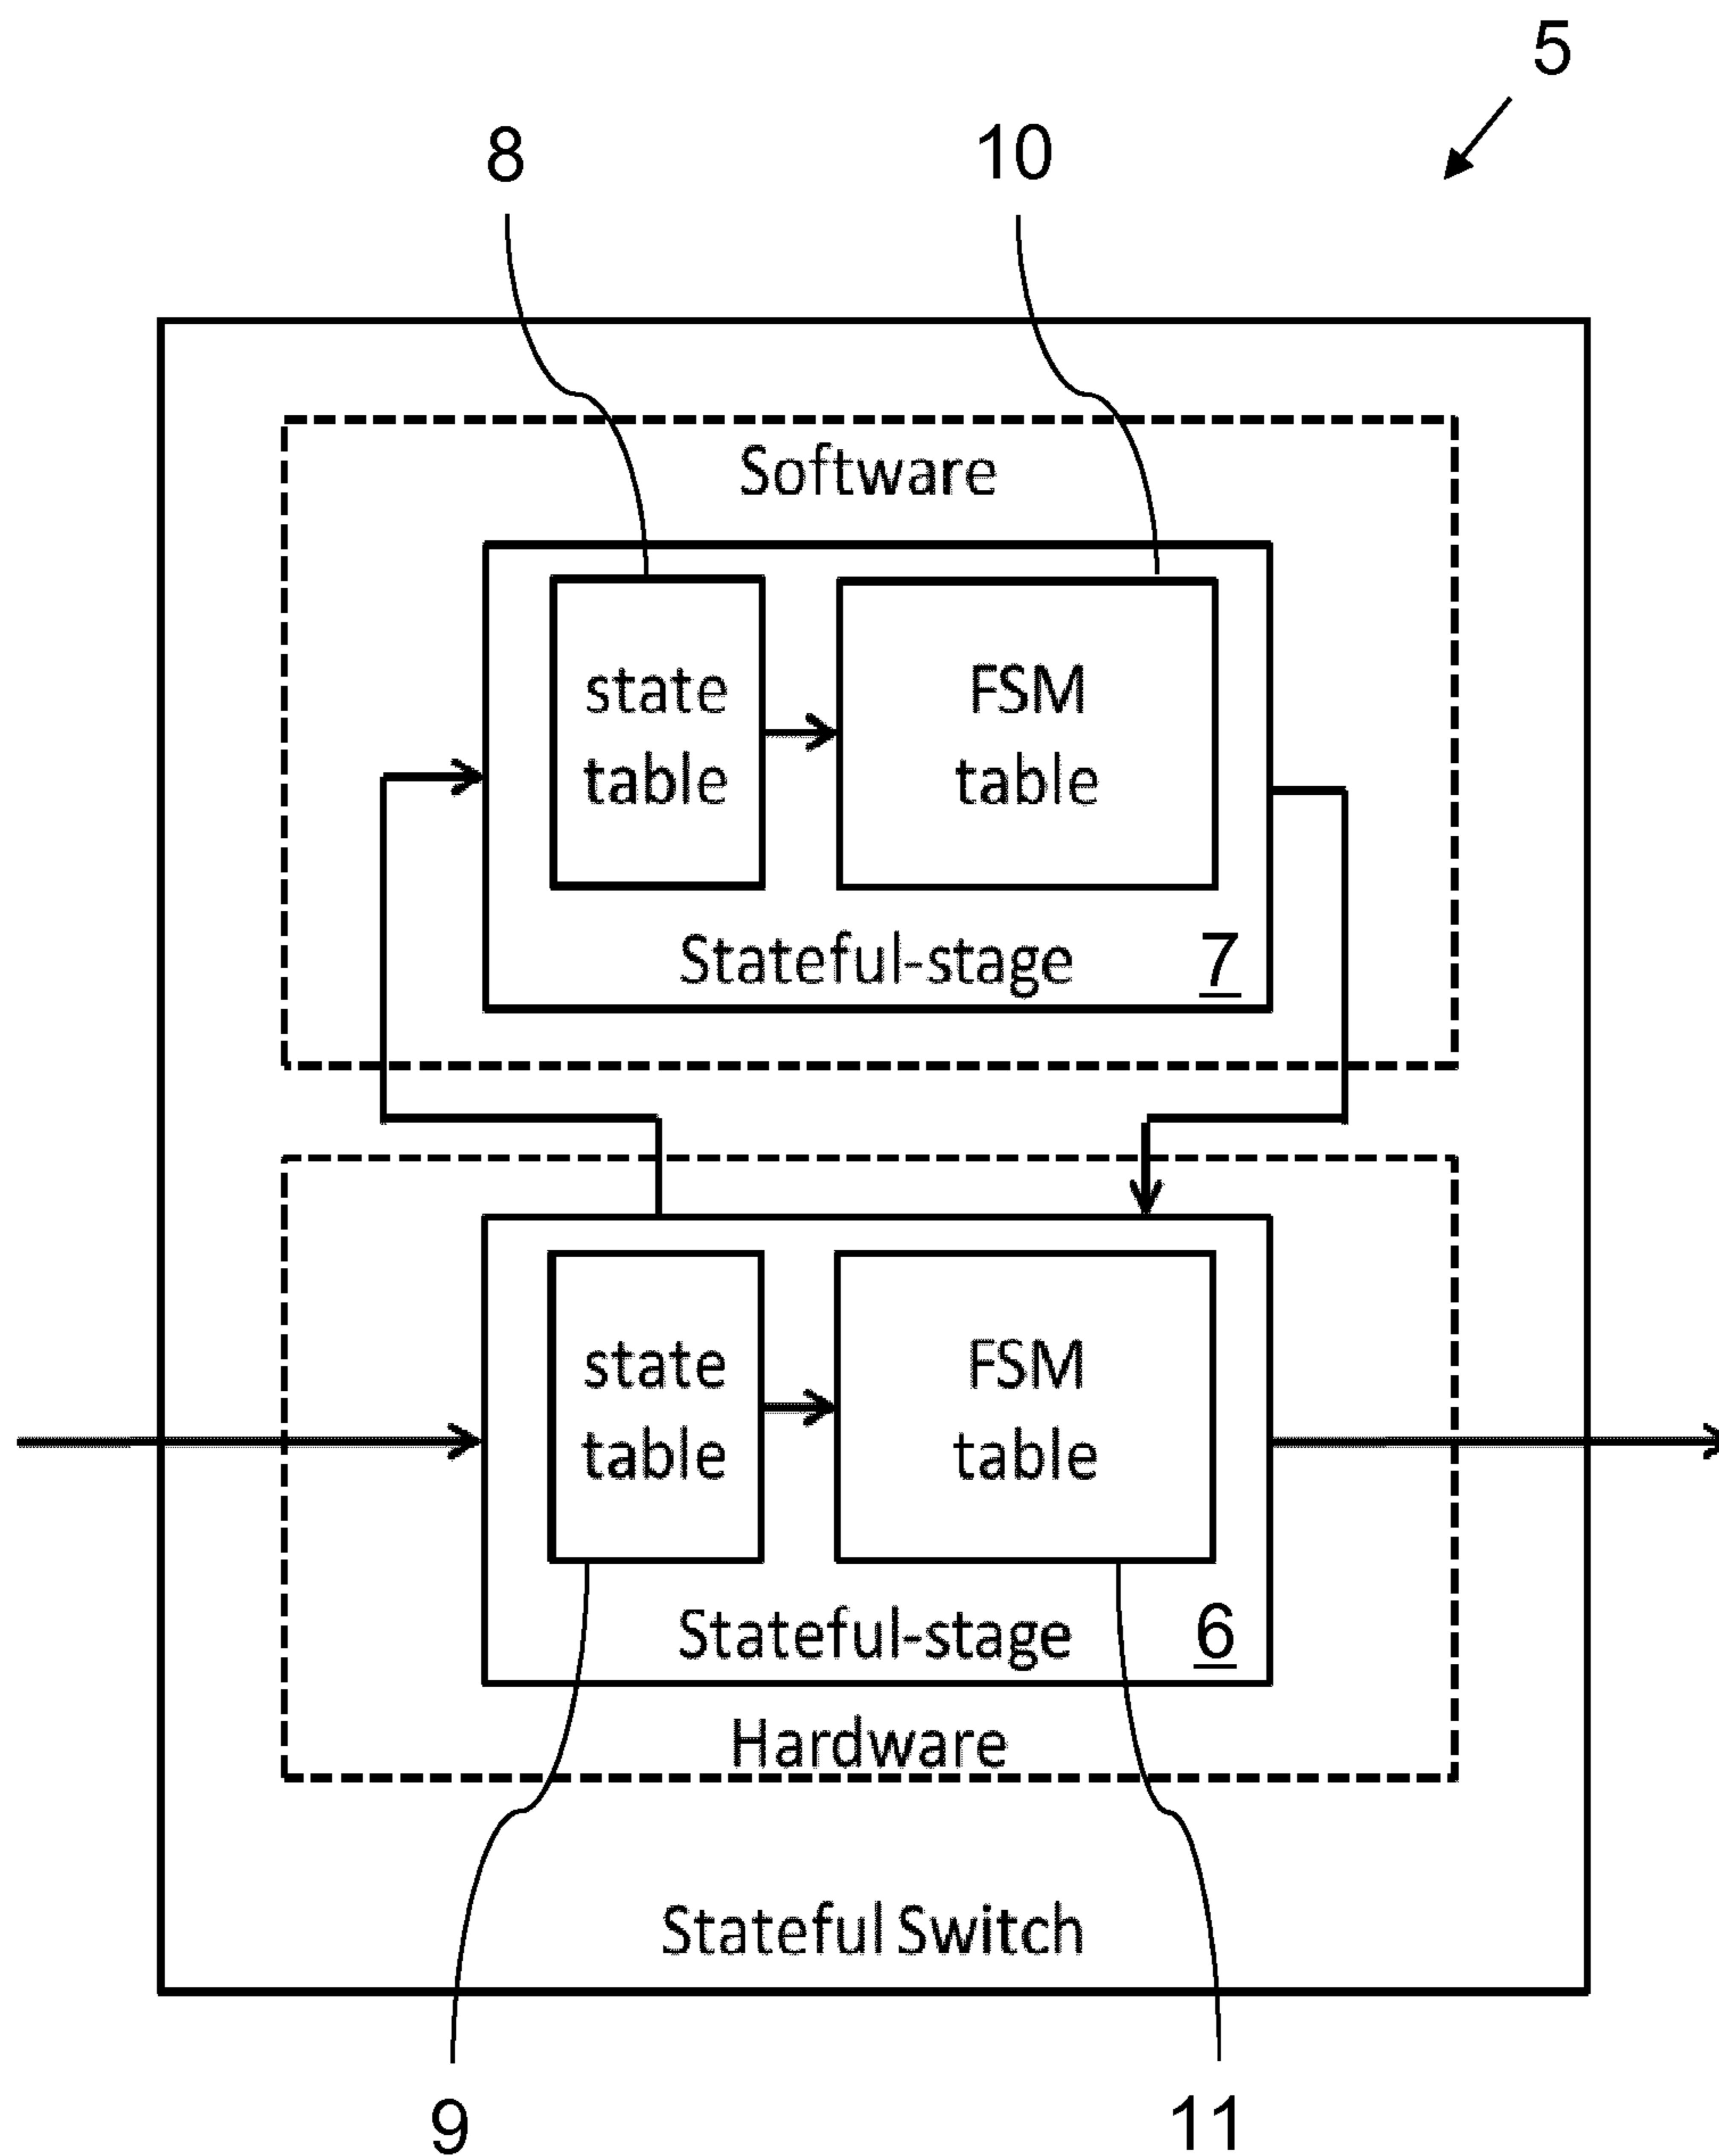 5
8
10
Software
state
table
FSM
table
Stateful-stage
7
state
table
FSM
table
Stateful-stage
6
Hardware
Stateful Switch
9
11